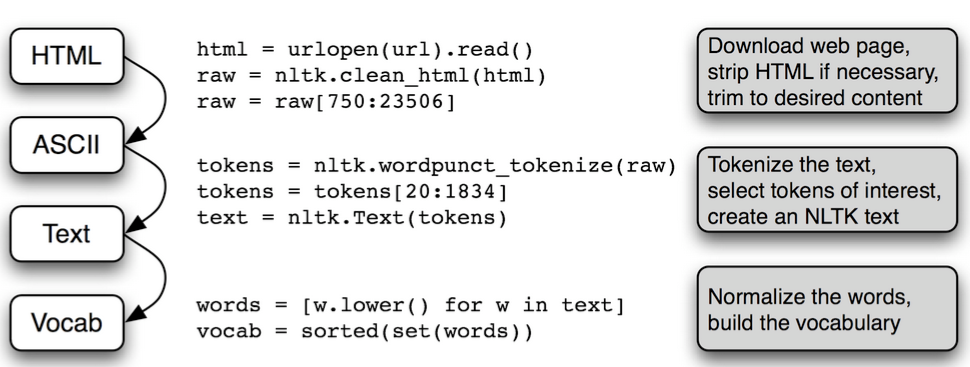 HTML
html = urlopen(url).read()
raw = nltk.clean_html(html)
raw = raw[750:23506]
Download web page,
strip HTML if necessary,
trim to desired content
ASCII
tokens = nltk.wordpunct_tokenize(raw)
tokens = tokens[20:1834]
text = nltk.Text(tokens)
Tokenize the text,
select tokens of interest,
create an NLTK text
Text
words = [w.lower() for w in text]
vocab = sorted(set(words))
Normalize the words,
build the vocabulary
Vocab